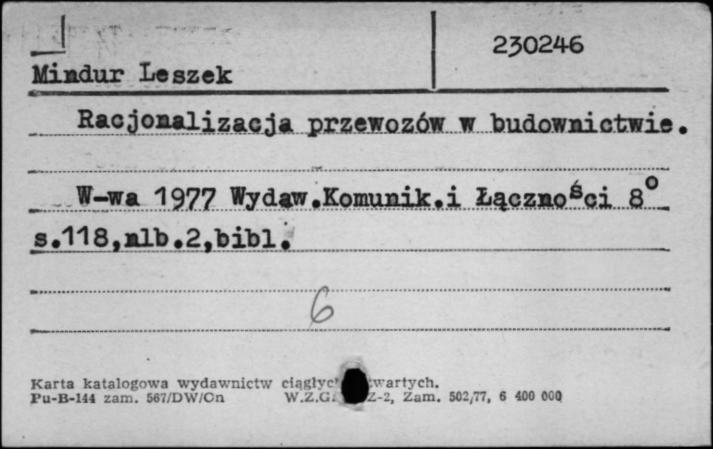 230246
Mindur Leszek
Racjonalizacja przewozów w budownictwie.
W-wa 1977 Wydaw.Komunik.i Łączności 8°
s.118,nlb.2,bibl.
6
Karta katalogowa wydawnictw
Pu-B-144 zam. 567/DW/On Zam. 502/77, 6 400 000